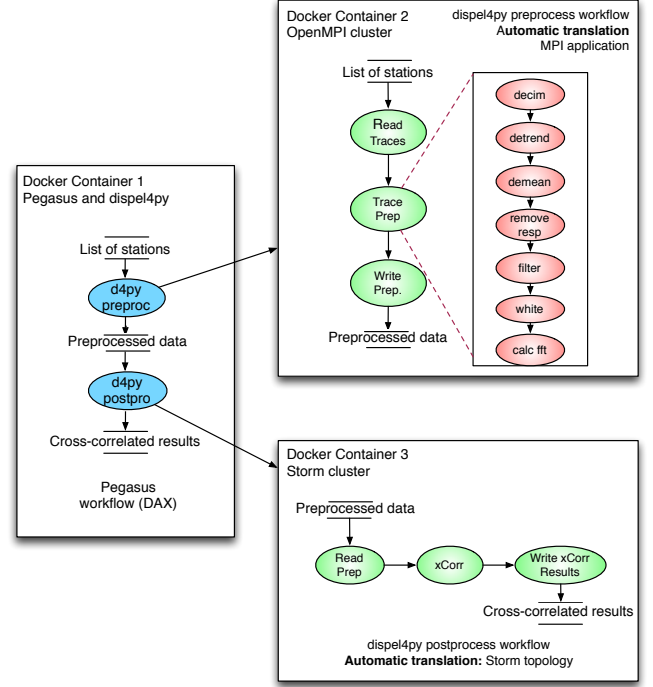 Docker Container 1
Pegasus and dispel4py
List of stations
d4py
preproc
Preprocessed data
d4py
postpro
Cross-correlated results
Pegasus
workflow (DAX)
Docker Container 2
OpenMPI cluster
dispel4py preprocess workflow
Automatic translation
MPI application
List of stations
Read
Traces
Trace
Prep
Write
Prep.
Preprocessed data
decim
detrend
demean
remove
resp
filter
white
calc fft
Docker Container 3
Storm cluster
Preprocessed data
Read
Prep
xCorr
Write xCorr
Results
Cross-correlated results
dispel4py postprocess workflow
Automatic translation: Storm topology